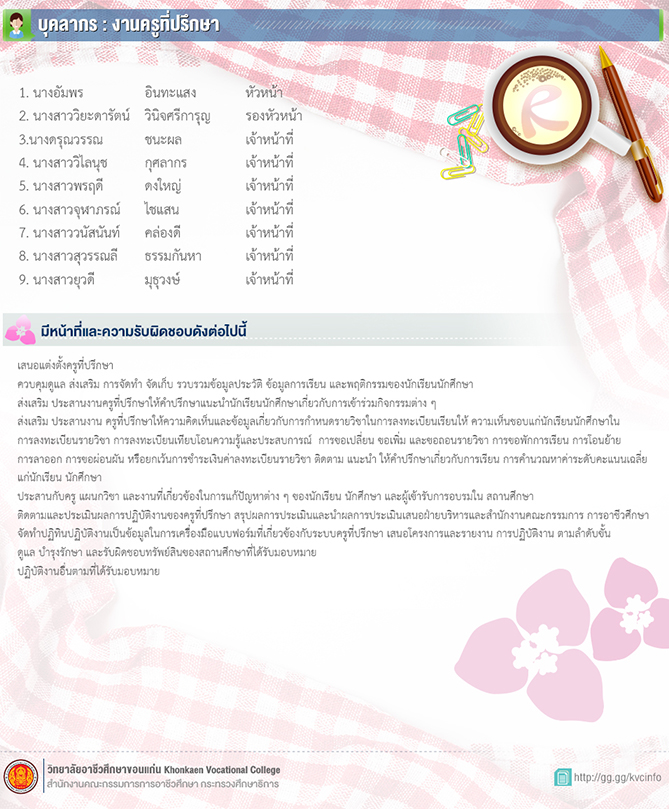 บุคลากร : งานครูที่ปรึกษา
1. นางอัมพร อินทะแสง หัวหน้า
2. นางสาววิยะดารัตน์ วินิจศรีการุญ รองหัวหน้า
3.นางดรุณวรรณ ชนะผล เจ้าหน้าที่
4. นางสาววิไลนุช กุศลากร เจ้าหน้าที่
5. นางสาวพรฤดี ดงใหญ่ เจ้าหน้าที่
6. นางสาวจุฬาภรณ์ ไชแสน เจ้าหน้าที่
7. นางสาววนัสนันท์ คล่องดี เจ้าหน้าที่
8. นางสาวสุวรรณลี ธรรมกันหา เจ้าหน้าที่
9. นางสาวยุวดี มุธุวงษ์ เจ้าหน้าที่
มีหน้าที่และความรับผิดชอบดังต่อไปนี้
เสนอแต่งตั้งครูที่ปรึกษา
ควบคุมดูแล ส่งเสริม การจัดทำ จัดเก็บ รวบรวมข้อมูลประวัติ ข้อมูลการเรียน และพฤติกรรมของนักเรียนนักศึกษา
ส่งเสริม ประสานงานครูที่ปรึกษาให้คำปรึกษาแนะนำนักเรียนนักศึกษาเกี่ยวกับการเข้าร่วมกิจกรรมต่าง ๆ
ส่งเสริม ประสานงาน ครูที่ปรึกษาให้ความคิดเห็นและข้อมูลเกี่ยวกับการกำหนดรายวิชาในการลงทะเบียนเรียนให้ ความเห็นชอบแก่นักเรียนนักศึกษาใน
การลงทะเบียนรายวิชา การลงทะเบียนเทียบโอนความรู้และประสบการณ์ การขอเปลี่ยน ขอเพิ่ม และขอถอนรายวิชา การขอพักการเรียน การโอนย้าย
การลาออก การขอผ่อนผัน หรือยกเว้นการชำระเงินค่าลงทะเบียนรายวิชา ติดตาม แนะนำ ให้คำปรึกษาเกี่ยวกับการเรียน การคำนวณหาค่าระดับคะแนนเฉลี่ย
แก่นักเรียน นักศึกษา
ประสานกับครู แผนกวิชา และงานที่เกี่ยวข้องในการแก้ปัญหาต่าง ๆ ของนักเรียน นักศึกษา และผู้เข้ารับการอบรมใน สถานศึกษา
ติดตามและประเมินผลการปฏิบัติงานของครูที่ปรึกษา สรุปผลการประเมินและนำผลการประเมินเสนอฝ่ายบริหารและสำนักงานคณะกรรมการ การอาชีวศึกษา
จัดทำปฏิทินปฏิบัติงานเป็นข้อมูลในการเครื่องมือแบบฟอร์มที่เกี่ยวข้องกับระบบครูที่ปรึกษา เสนอโครงการและรายงาน การปฏิบัติงาน ตามลำดับขั้น
ดูแล บำรุงรักษา และรับผิดชอบทรัพย์สินของสถานศึกษาที่ได้รับมอบหมาย
ปฏิบัติงานอื่นตามที่ได้รับมอบหมาย
วิทยาลัยอาชีวศึกษาขอนแก่น Khonkaen Vocational College
สำนักงานคณะกรรมการการอาชีวศึกษา กระทรวงศึกษาธิการ
http://gg.gg/kvcinfo